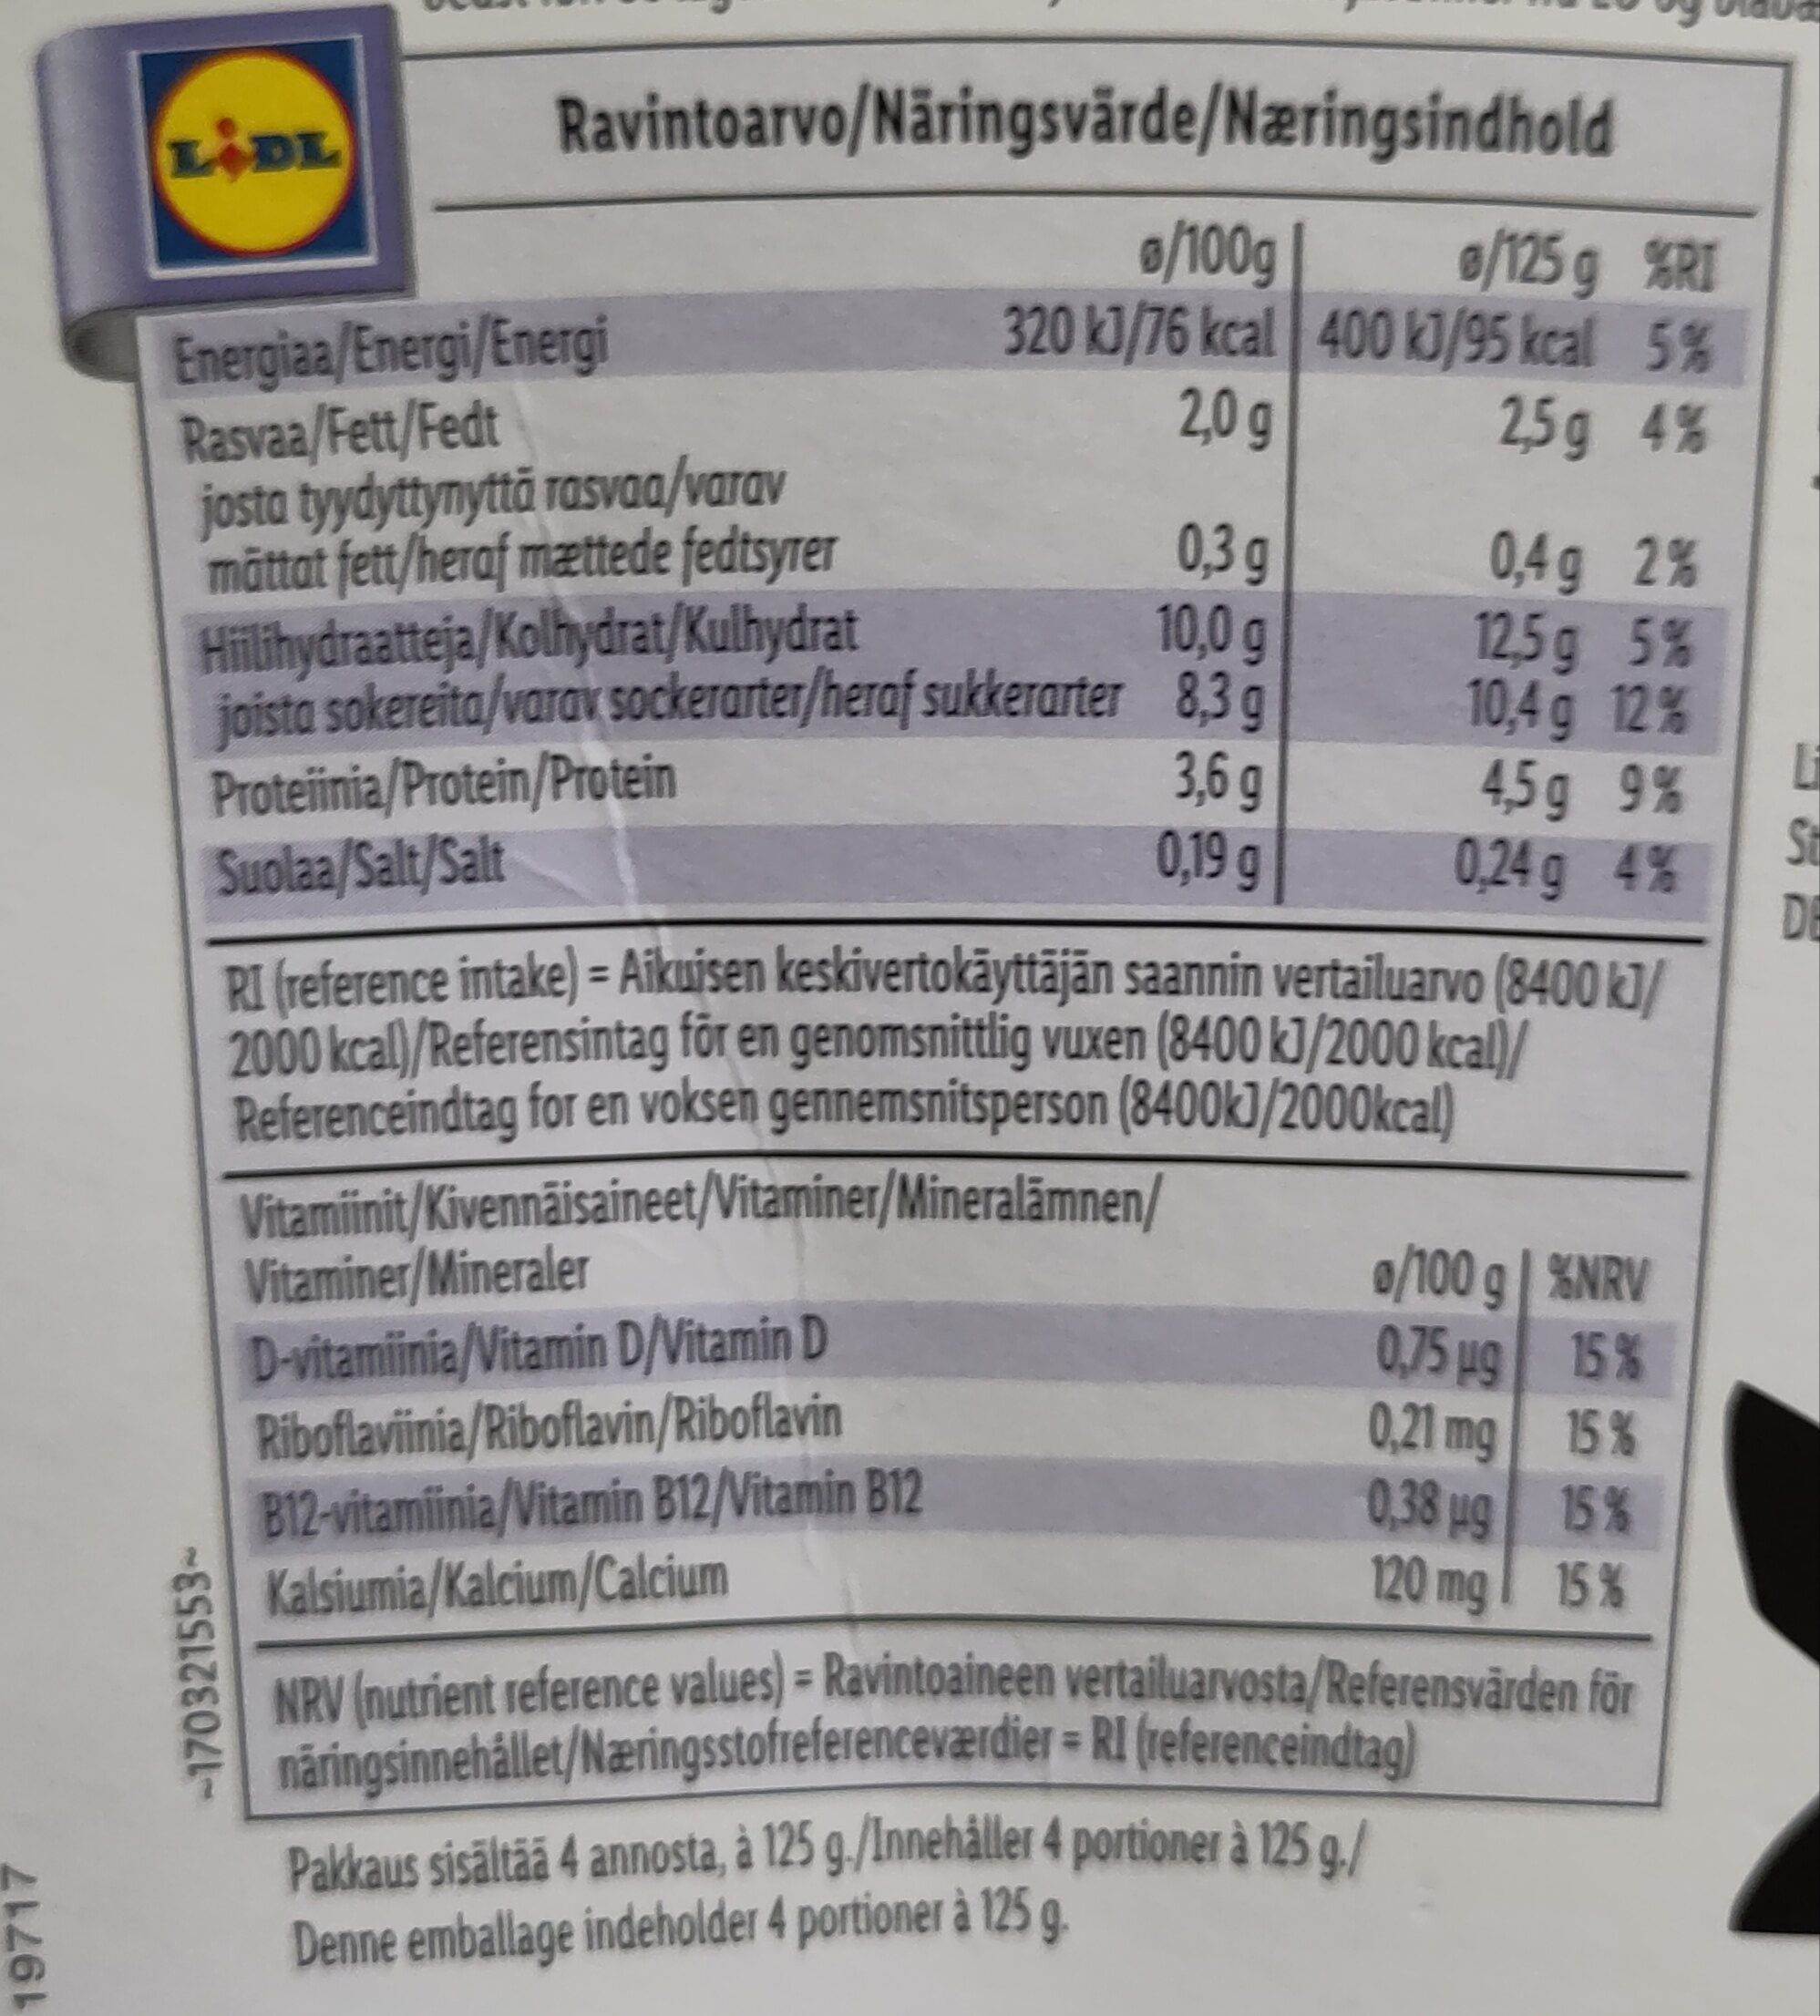 LIDL
Ravintoarvo/Näringsvärde/Næringsindhold
ø/100g ø/125 g %RI
Energiaa/Energi/Energi 320 kJ/76 kcal 400 kJ/95 kcal 5%
Rasvaa/Fett/Fedt 2,0 g 2,5 g 4%
josta tyydyttynyttä rasvaa/varav
mättat fett/heraf mættede fedtsyrer 0,3 g 0,4 g 2%
Hiilihydraatteja/Kolhydrat/Kulhydrat 10,0 g 12,5 g 5%
joista sokereita/varav sockerarter/heraf sukkerarter 8,3 g 10,4 g 12%
Proteiinia/Protein/Protein 3,6 g 4,5 g 9%
Suolaa/Salt/Salt 0,19 g 0,24 g 4%
RI (reference intake) = Aikuisen keskivertokäyttäjän saannin vertailuarvo (8400 kJ/
2000 kcal)/Referensintag för en genomsnittlig vuxen (8400 kJ/2000 kcal)/
Referenceindtag for en voksen gennemsnitsperson (8400kJ/2000kcal)
Vitamiinit/Kivennäisaineet/Vitaminer/Mineralämnen/
Vitaminer/Mineraler ø/100 g %NRV
D-vitamiinia/Vitamin D/Vitamin D 0,75 µg 15%
Riboflaviinia/Riboflavin/Riboflavin 0,21 mg 15%
B12-vitamiinia/Vitamin B12/Vitamin B12 0,38 µg 15%
Kalsiumia/Kalcium/Calcium 120 mg 15%
NRV (nutrient reference values) = Ravintoaineen vertailuarvosta/Referensvärden för
näringsinnehållet/Næringsstofreferenceværdier = RI (referenceindtag)
Pakkaus sisältää 4 annosta, à 125 g./Innehåller 4 portioner à 125 g./
Denne emballage indeholder 4 portioner à 125 g.
~170321553~
19717